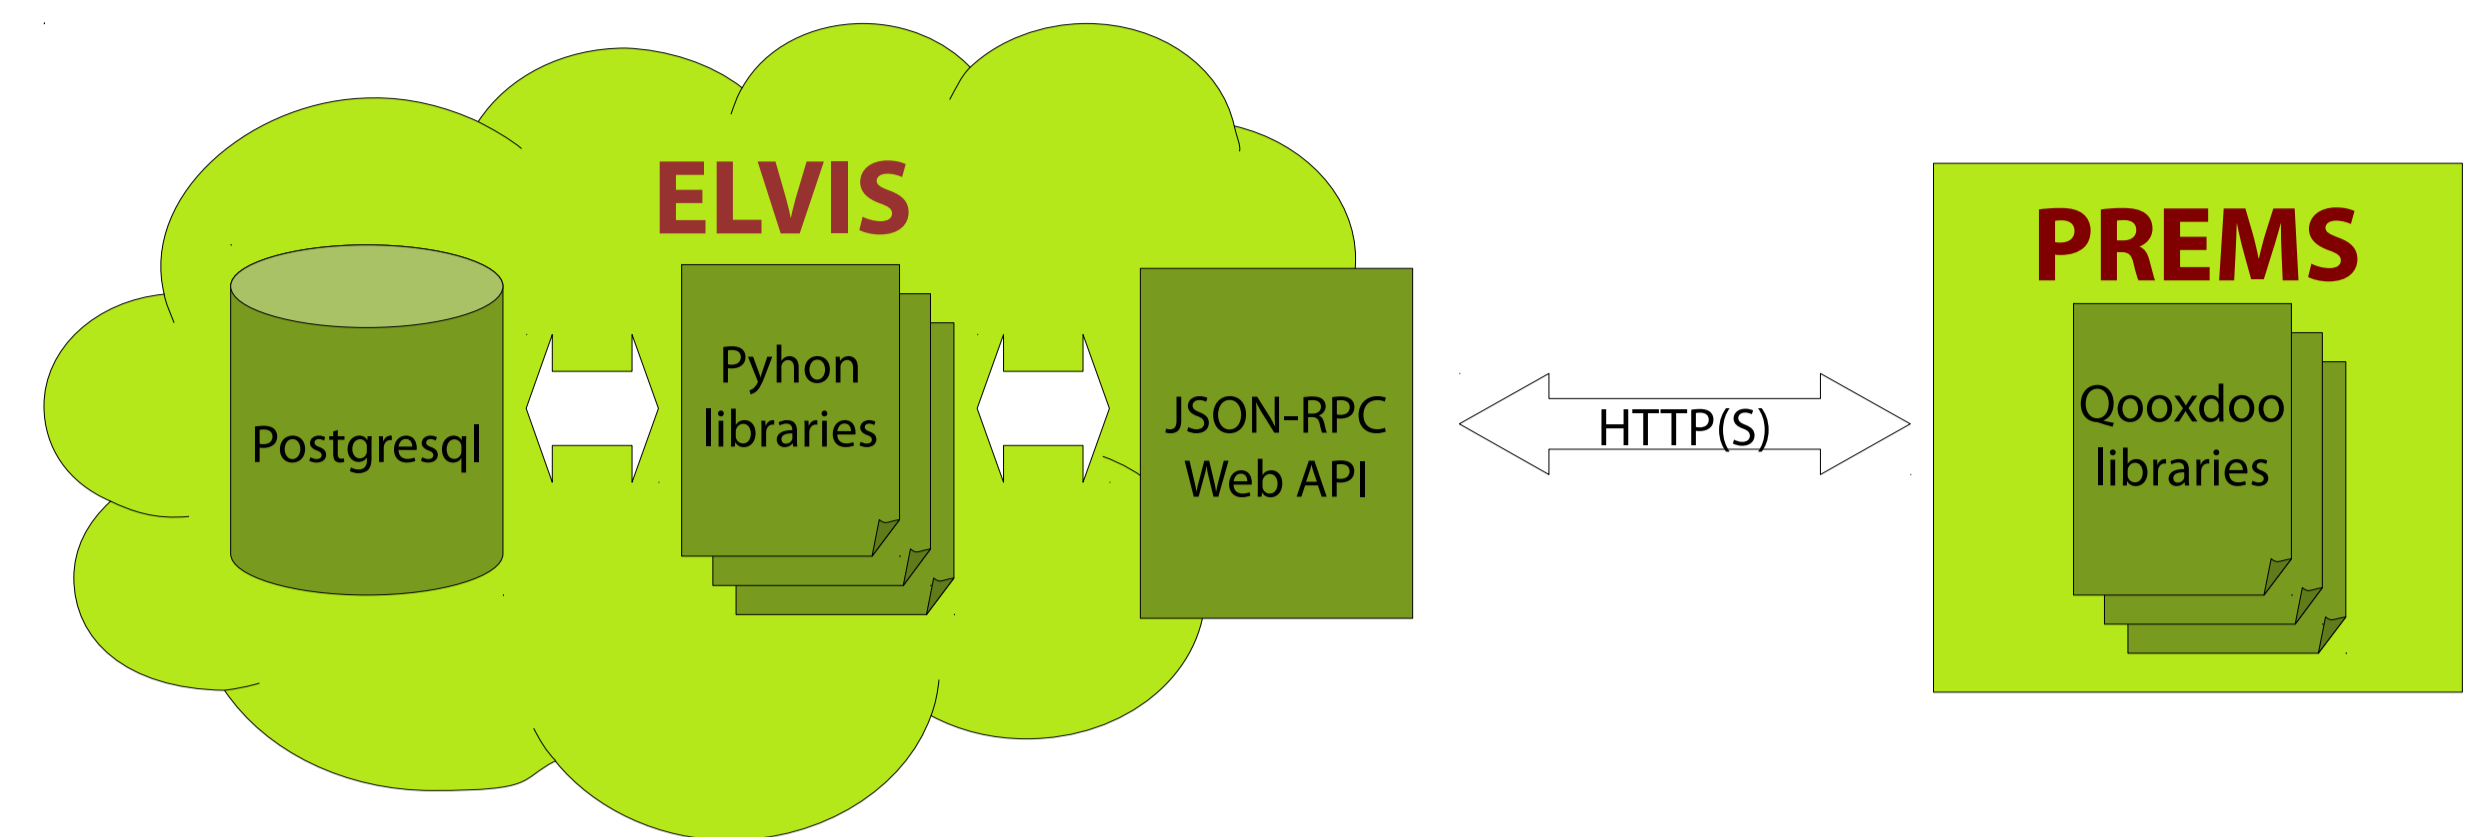 ELVIS
Postgresql
Pyhon
libraries
JSON-RPC
Web API
HTTP(S)
PREMS
Qooxdoo
libraries